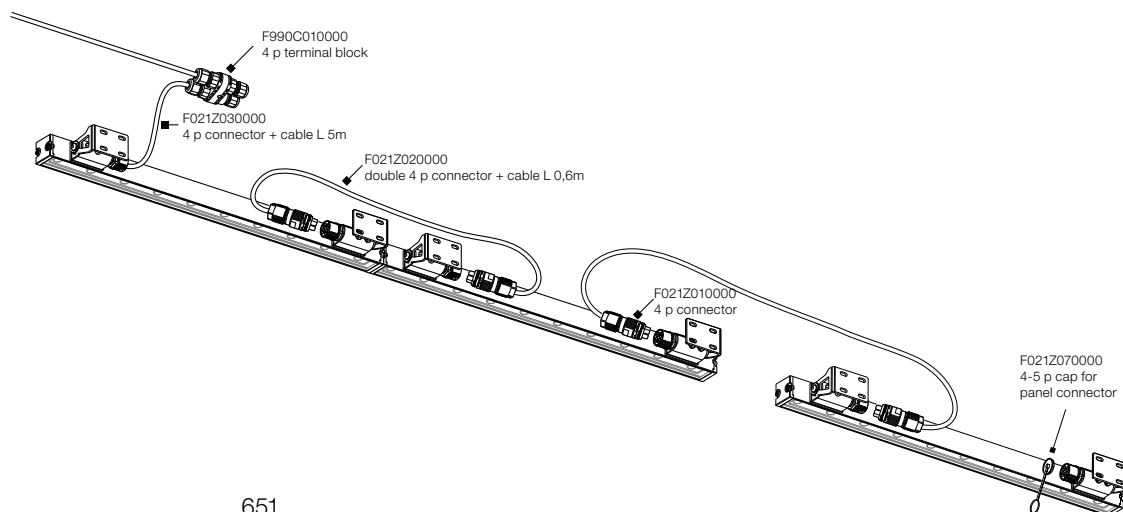 F990C010000
4 p terminal block
F021Z030000
4 p connector + cable L 5m
F021Z020000
double 4 p connector + cable L 0,6m
F021Z010000
4 p connector
F021Z070000
4-5 p cap for
panel connector
651